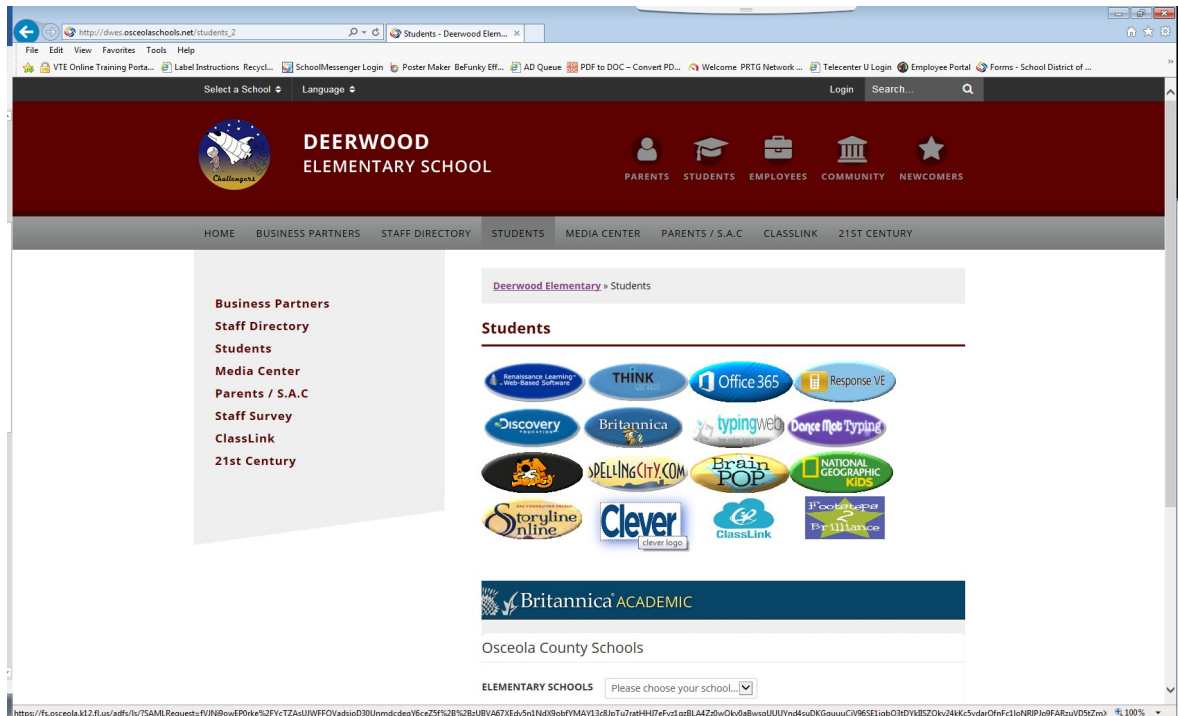 http://dwes.osceolaschools.net/students_2
Students - Deerwood Elem...
File Edit View Favorites Tools Help
VTE Online Training Porta... Label Instructions Recycl... SchoolMessenger Login Poster Maker BeFunky Eff... AD Queue PDF to DOC – Convert PD... Welcome PRTG Network ... Telecenter U Login Employee Portal Forms - School District of ...
Select a School Language Login Search...
Challengers
DEERWOOD
ELEMENTARY SCHOOL
PARENTS STUDENTS EMPLOYEES COMMUNITY NEWCOMERS
HOME BUSINESS PARTNERS STAFF DIRECTORY STUDENTS MEDIA CENTER PARENTS / S.A.C CLASSLINK 21ST CENTURY
Business Partners
Staff Directory
Students
Media Center
Parents / S.A.C
Staff Survey
ClassLink
21st Century
Deerwood Elementary » Students
Students
Renaissance Learning™
Web-Based Software
THINK
Office 365
Response VE
Discovery
EDUCATION
Britannica
typingweb
Dance Mat Typing
SPELLINGCITY.COM
Brain
POP
NATIONAL
GEOGRAPHIC
KiDS
Storyline
Online
Clever
clever logo
ClassLink
Footsteps
2
Brilliance
Britannica ACADEMIC
Osceola County Schools
ELEMENTARY SCHOOLS Please choose your school...
100%